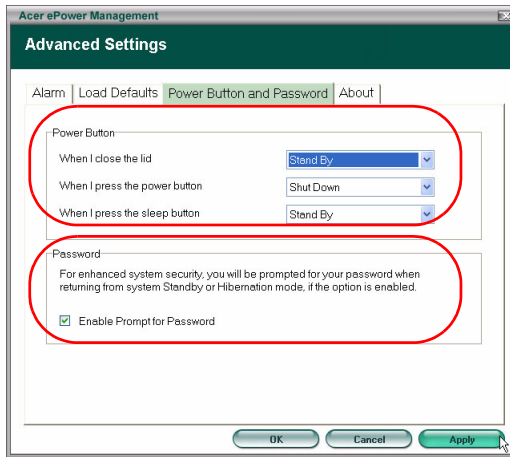 Acer ePower Management
Advanced Settings
Alarm
Load Defaults
Power Button and Password
About
Power Button
When I close the lid
Stand By
When I press the power button
Shut Down
When I press the sleep button
Stand By
Password
For enhanced system security, you will be prompted for your password when
returning from system Standby or Hibernation mode, if the option is enabled.
Enable Prompt for Password
OK
Cancel
Apply